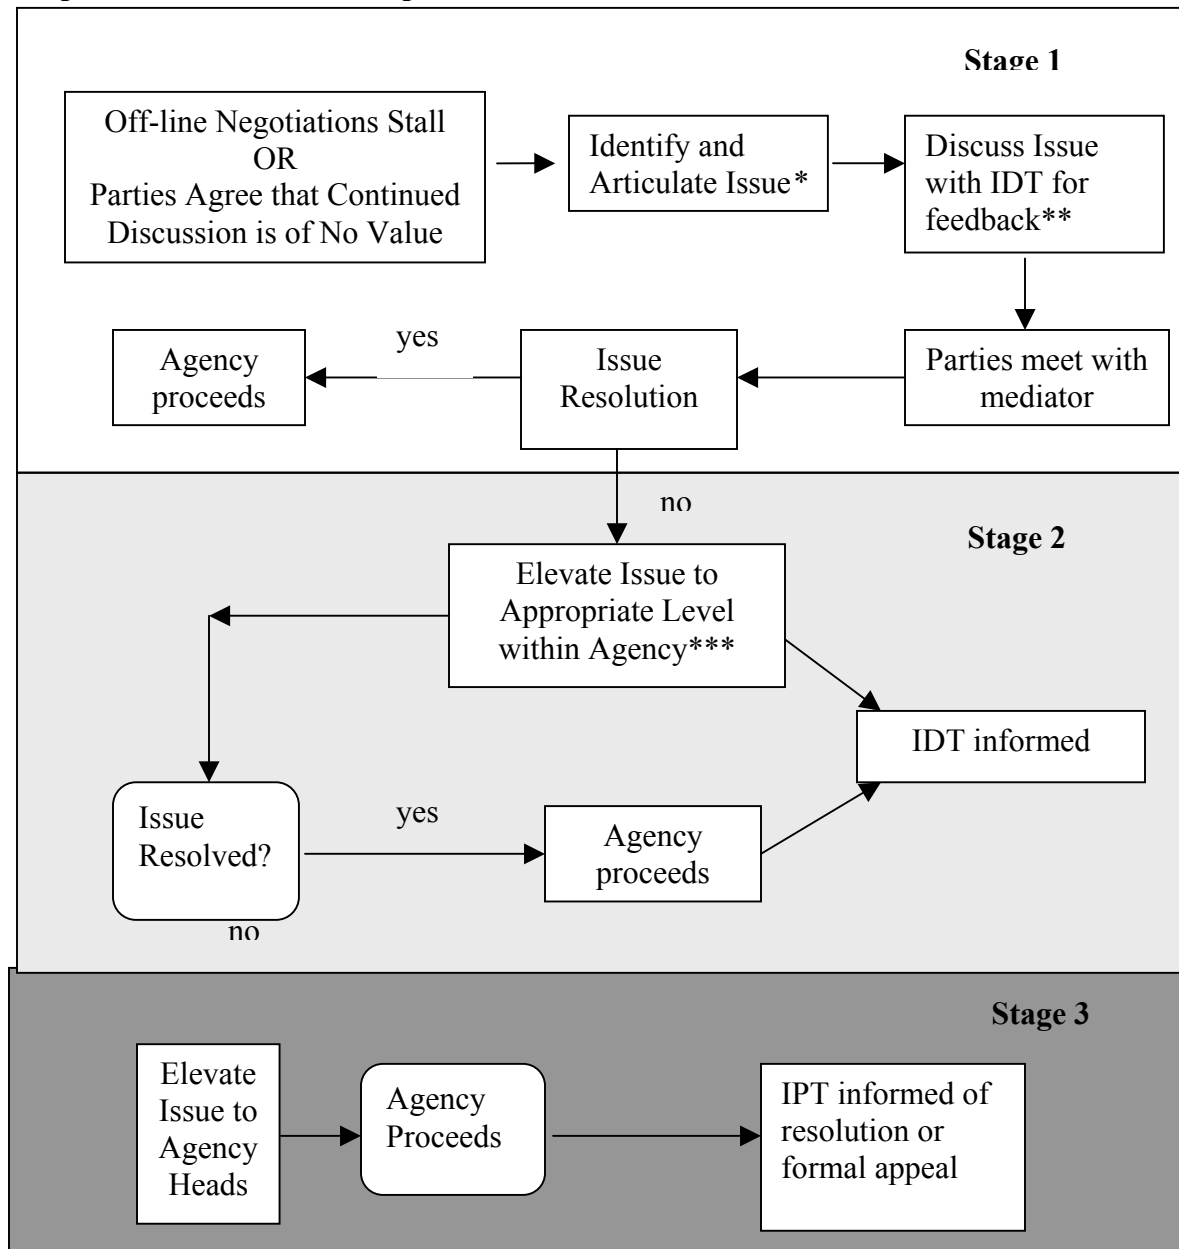 Stage 1
Off-line Negotiations Stall
OR
Parties Agree that Continued
Discussion is of No Value
Identify and
Articulate Issue*
Discuss Issue
with IDT for
feedback**
Parties meet with
mediator
Issue
Resolution
yes
Agency
proceeds
no
Stage 2
Elevate Issue to
Appropriate Level
within Agency***
IDT informed
Issue
Resolved?
yes
Agency
proceeds
no
Stage 3
Elevate
Issue to
Agency
Heads
Agency
Proceeds
IPT informed of
resolution or
formal appeal